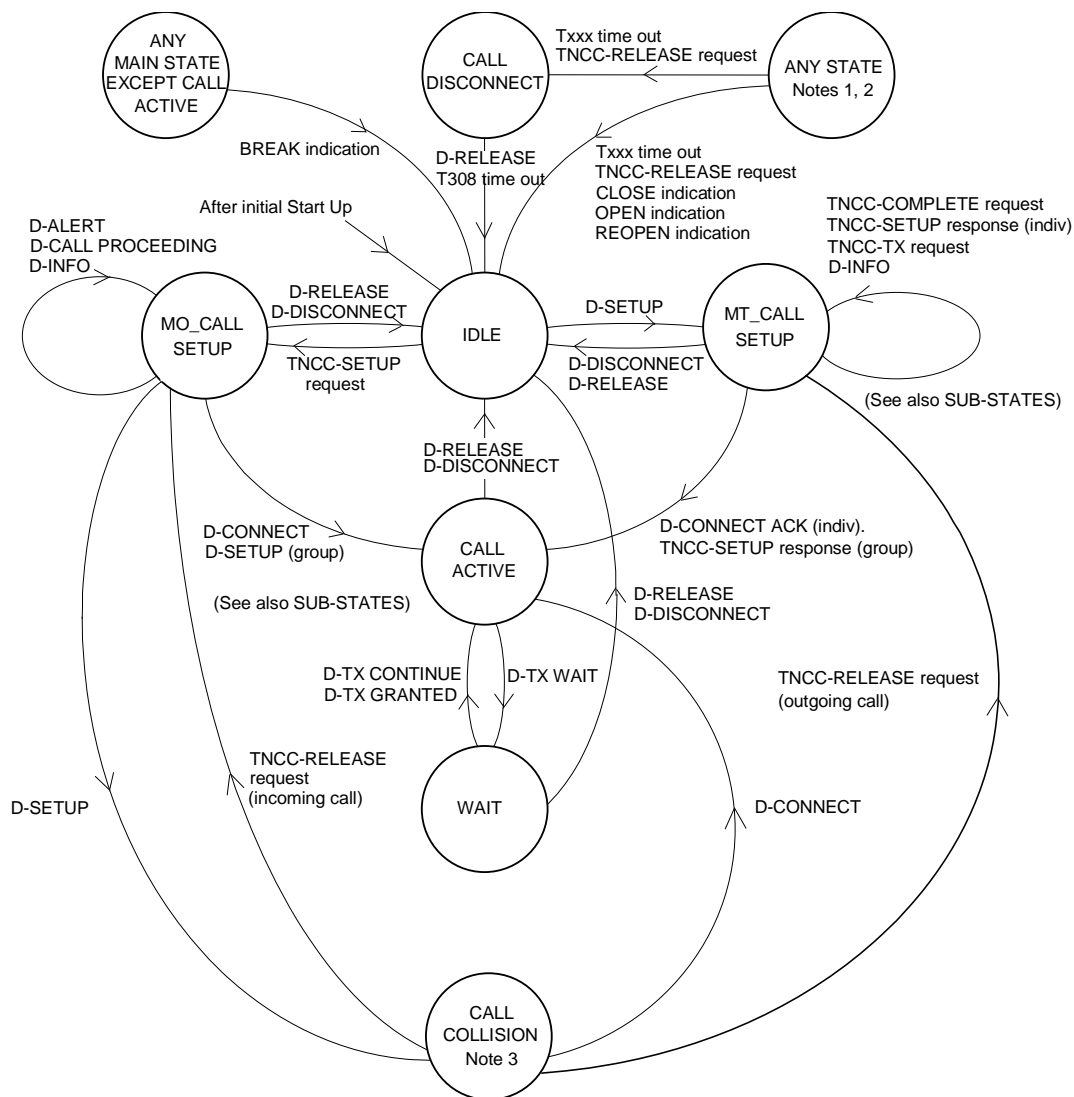 ANY
MAIN STATE
EXCEPT CALL
ACTIVE
CALL
DISCONNECT
Txxx time out
TNCC-RELEASE request
ANY STATE
Notes 1, 2
BREAK indication
D-RELEASE
T308 time out
Txxx time out
TNCC-RELEASE request
CLOSE indication
OPEN indication
REOPEN indication
After initial Start Up
D-ALERT
D-CALL PROCEEDING
D-INFO
TNCC-COMPLETE request
TNCC-SETUP response (indiv)
TNCC-TX request
D-INFO
MO_CALL
SETUP
D-RELEASE
D-DISCONNECT
TNCC-SETUP
request
IDLE
D-SETUP
D-DISCONNECT
D-RELEASE
MT_CALL
SETUP
(See also SUB-STATES)
D-RELEASE
D-DISCONNECT
D-CONNECT
D-SETUP (group)
CALL
ACTIVE
D-CONNECT ACK (indiv).
TNCC-SETUP response (group)
(See also SUB-STATES)
D-RELEASE
D-DISCONNECT
D-TX CONTINUE
D-TX GRANTED
D-TX WAIT
TNCC-RELEASE request
(outgoing call)
TNCC-RELEASE
request
(incoming call)
D-SETUP
WAIT
D-CONNECT
CALL
COLLISION
Note 3